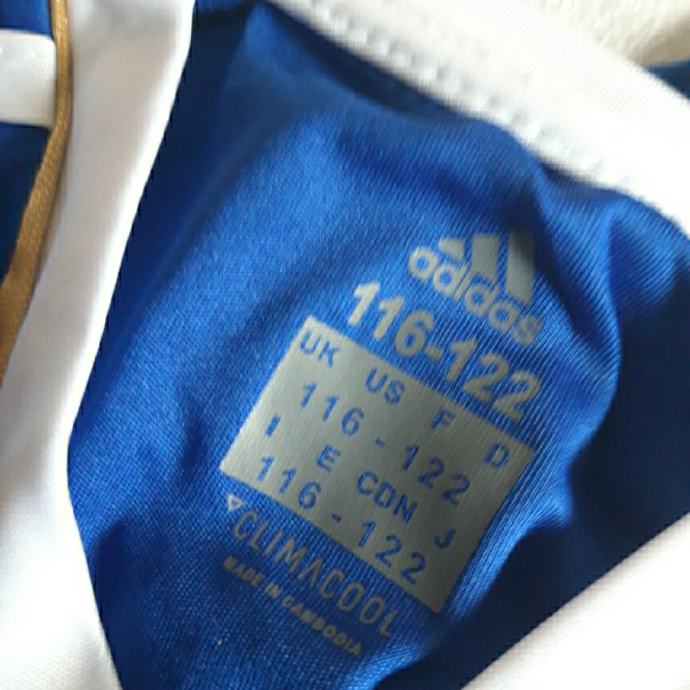 adidas
116-122
UK US F D
116 - 122
I E CDN J
116 - 122
CLIMACOOL
MADE IN CAMBODIA